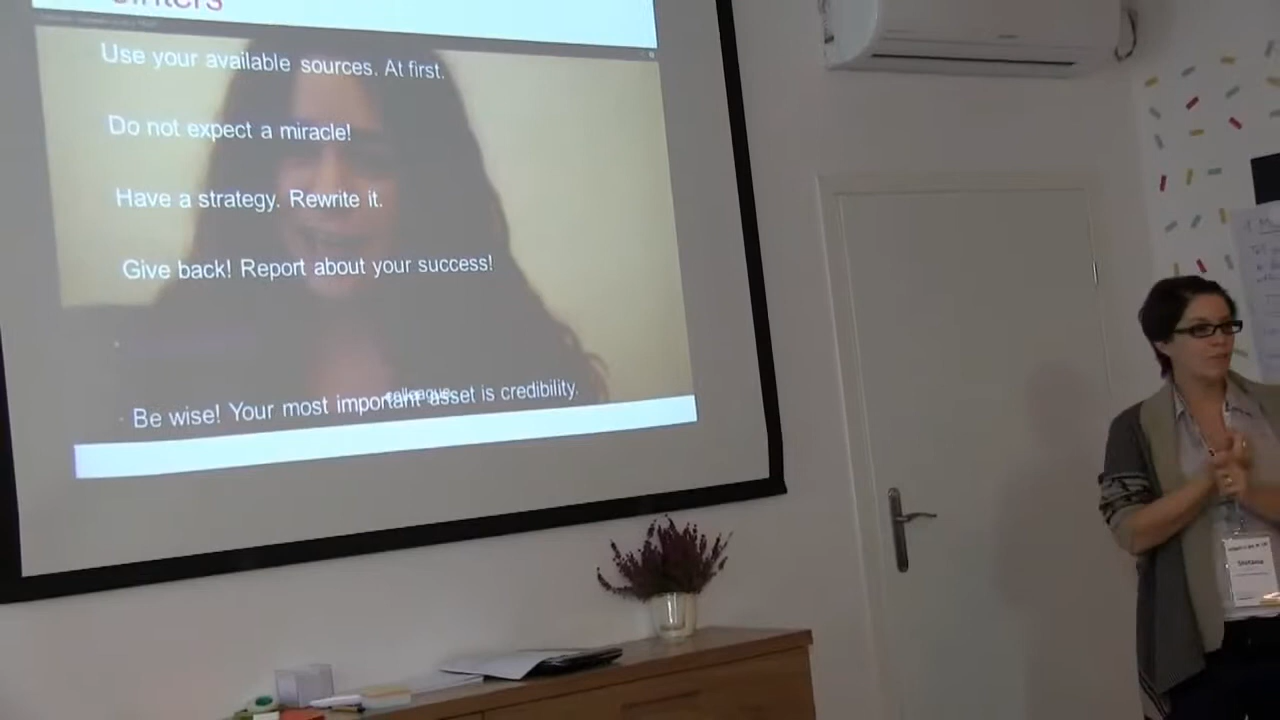 Use your available sources. At first.
Do not expect a miracle!
Have a strategy. Rewrite it.
Give back! Report about your success!
colleague
Be wise! Your most important asset is credibility.